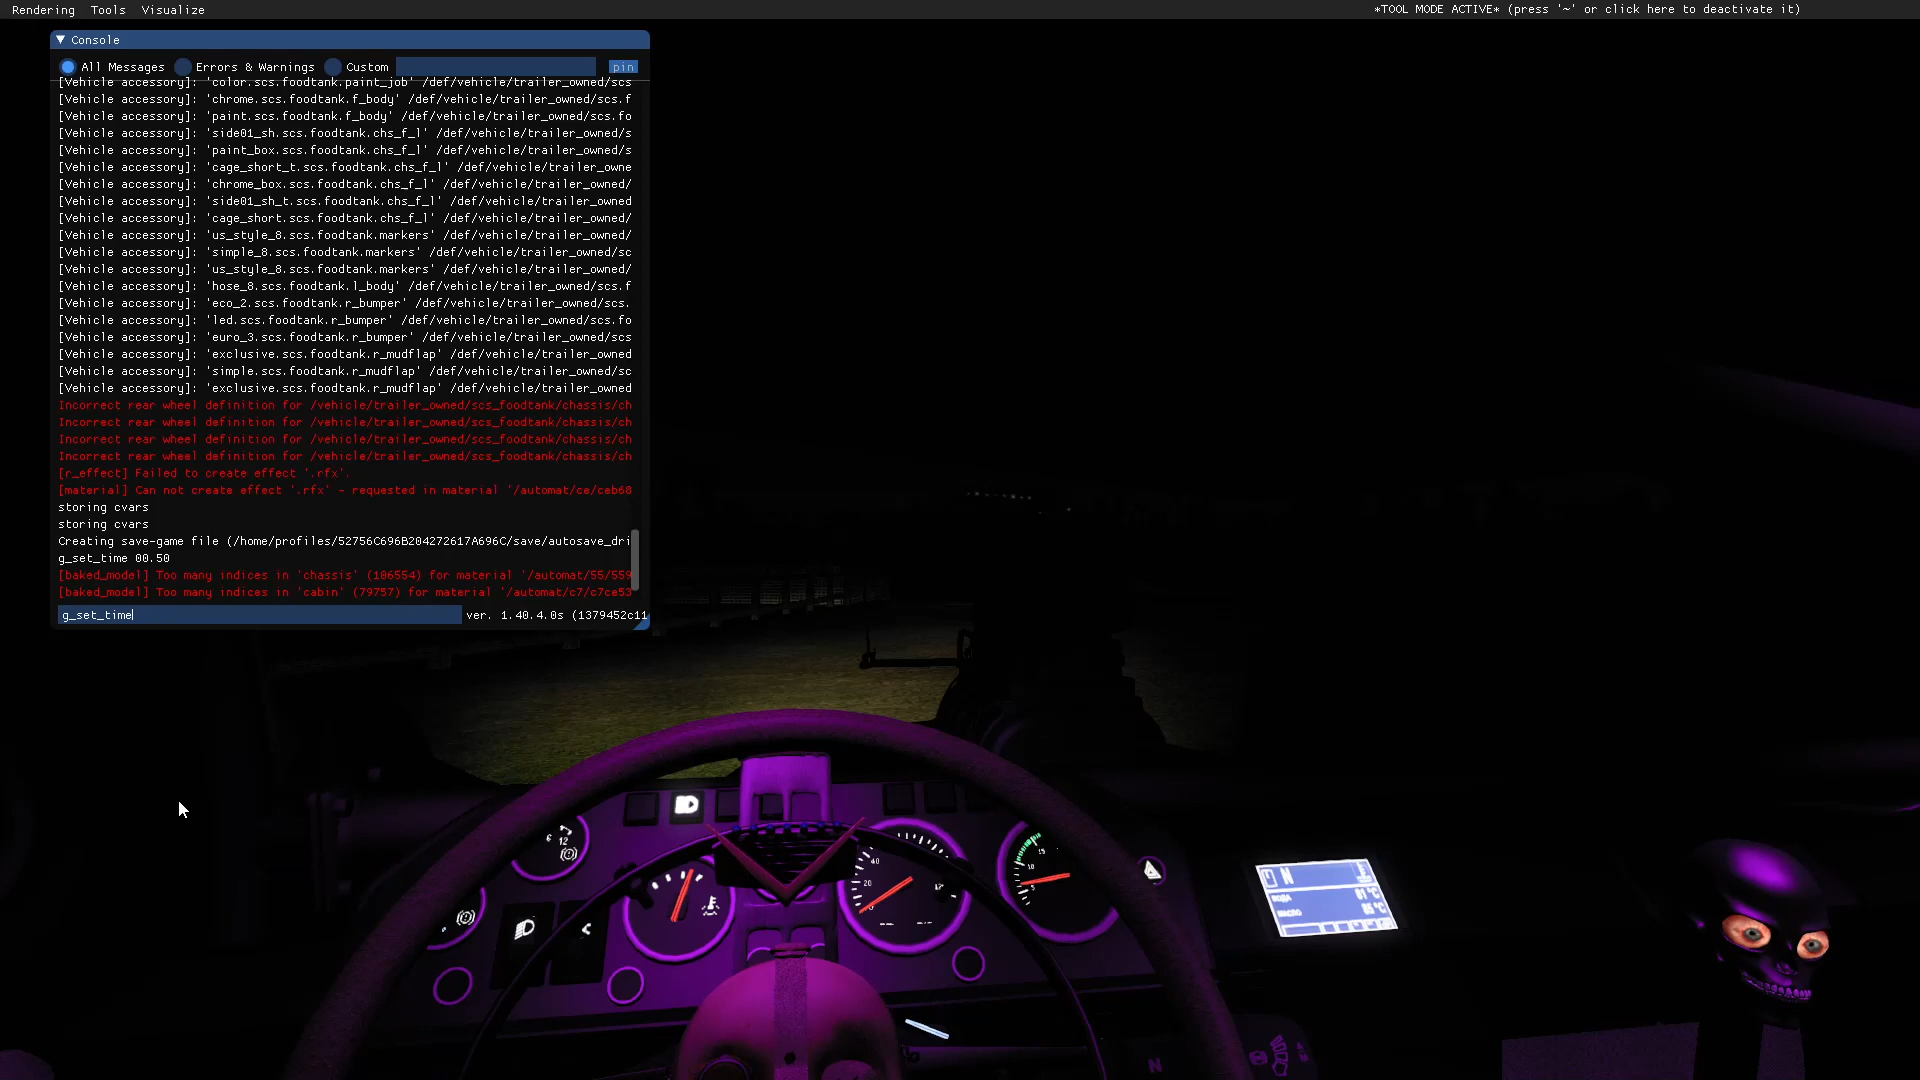 Rendering Tools Visualize
*TOOL MODE ACTIVE* (press '~' or click here to deactivate it)
Console
All Messages Errors & Warnings Custom pin
[Vehicle accessory]: 'color.scs.foodtank.paint_job' /def/vehicle/trailer_owned/scs
[Vehicle accessory]: 'chrome.scs.foodtank.f_body' /def/vehicle/trailer_owned/scs.f
[Vehicle accessory]: 'paint.scs.foodtank.f_body' /def/vehicle/trailer_owned/scs.fo
[Vehicle accessory]: 'side01_sh.scs.foodtank.chs_f_l' /def/vehicle/trailer_owned/s
[Vehicle accessory]: 'paint_box.scs.foodtank.chs_f_l' /def/vehicle/trailer_owned/s
[Vehicle accessory]: 'cage_short_t.scs.foodtank.chs_f_l' /def/vehicle/trailer_owne
[Vehicle accessory]: 'chrome_box.scs.foodtank.chs_f_l' /def/vehicle/trailer_owned/
[Vehicle accessory]: 'side01_sh_t.scs.foodtank.chs_f_l' /def/vehicle/trailer_owned
[Vehicle accessory]: 'cage_short.scs.foodtank.chs_f_l' /def/vehicle/trailer_owned/
[Vehicle accessory]: 'us_style_8.scs.foodtank.markers' /def/vehicle/trailer_owned/
[Vehicle accessory]: 'simple_8.scs.foodtank.markers' /def/vehicle/trailer_owned/sc
[Vehicle accessory]: 'us_style_8.scs.foodtank.markers' /def/vehicle/trailer_owned/
[Vehicle accessory]: 'hose_8.scs.foodtank.l_body' /def/vehicle/trailer_owned/scs.f
[Vehicle accessory]: 'eco_2.scs.foodtank.r_bumper' /def/vehicle/trailer_owned/scs.
[Vehicle accessory]: 'led.scs.foodtank.r_bumper' /def/vehicle/trailer_owned/scs.fo
[Vehicle accessory]: 'euro_3.scs.foodtank.r_bumper' /def/vehicle/trailer_owned/scs
[Vehicle accessory]: 'exclusive.scs.foodtank.r_mudflap' /def/vehicle/trailer_owned
[Vehicle accessory]: 'simple.scs.foodtank.r_mudflap' /def/vehicle/trailer_owned/sc
[Vehicle accessory]: 'exclusive.scs.foodtank.r_mudflap' /def/vehicle/trailer_owned
Incorrect rear wheel definition for /vehicle/trailer_owned/scs_foodtank/chassis/ch
Incorrect rear wheel definition for /vehicle/trailer_owned/scs_foodtank/chassis/ch
Incorrect rear wheel definition for /vehicle/trailer_owned/scs_foodtank/chassis/ch
Incorrect rear wheel definition for /vehicle/trailer_owned/scs_foodtank/chassis/ch
[r_effect] Failed to create effect '.rfx'.
[material] Can not create effect '.rfx' - requested in material '/automat/ce/ceb68
storing cvars
storing cvars
Creating save-game file (/home/profiles/52756C696B204272617A696C/save/autosave_dri
g_set_time 00.50
[baked_model] Too many indices in 'chassis' (186554) for material '/automat/55/559
[baked_model] Too many indices in 'cabin' (79757) for material '/automat/c7/c7ce53
g_set_time ver. 1.40.4.0s (1379452c11
12
40
20
15
10
5
N
ВОДА 81°C
МАСЛО 85°C
N